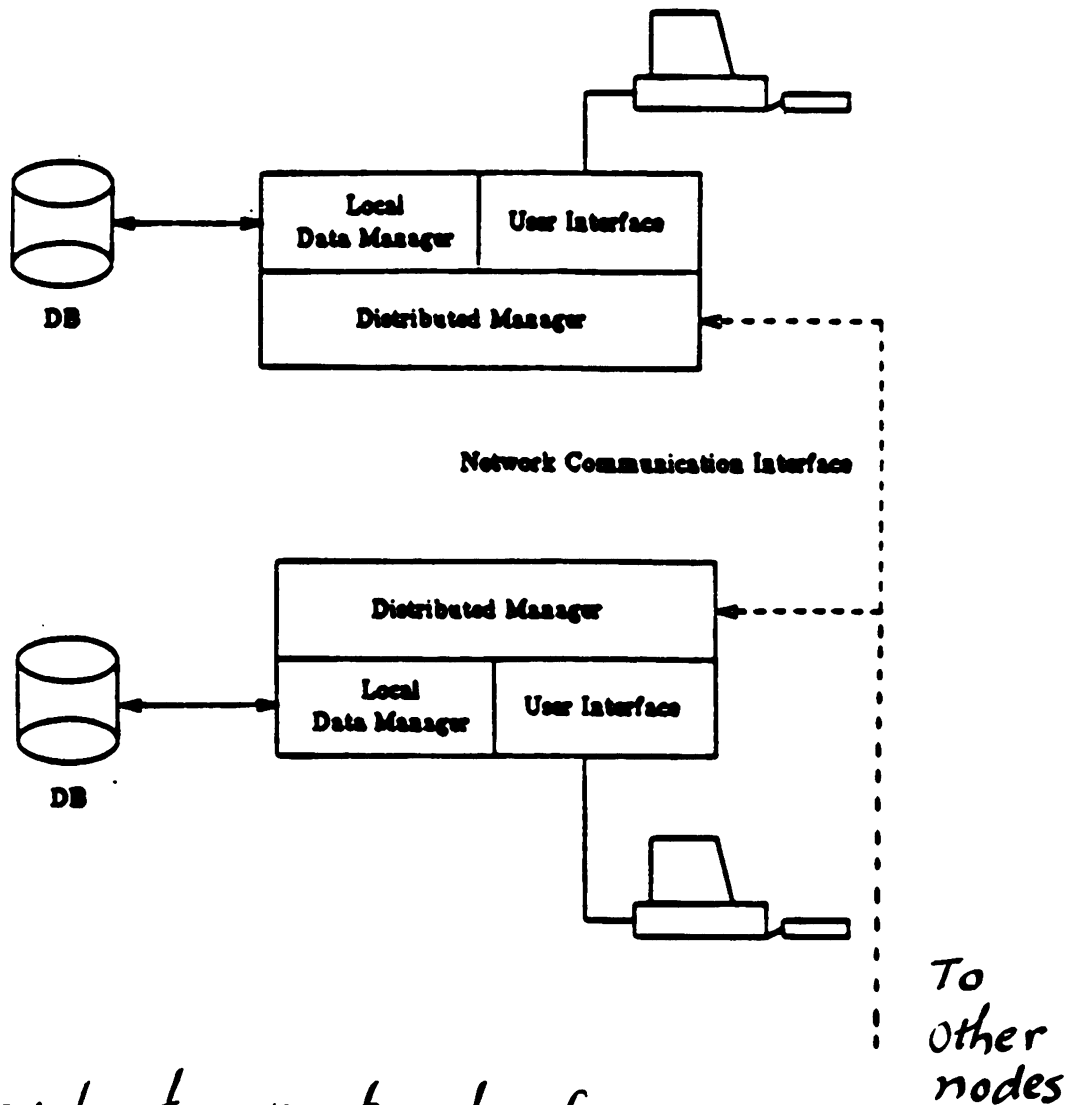 Local
Data Manager
User Interface
DB
Distributed Manager
Network Communication Interface
Distributed Manager
Local
Data Manager
User Interface
DB
To
other
nodes